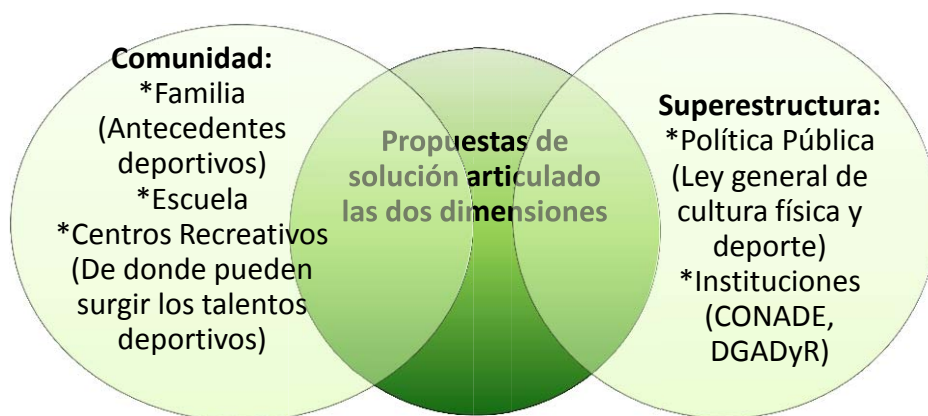 Comunidad:
*Familia
(Antecedentes
deportivos)
*Escuela
*Centros Recreativos
(De donde pueden
surgir los talentos
deportivos)
Propuestas de
solución articulado
las dos dimensiones
Superestructura:
*Política Pública
(Ley general de
cultura física y
deporte)
*Instituciones
(CONADE,
DGADyR)